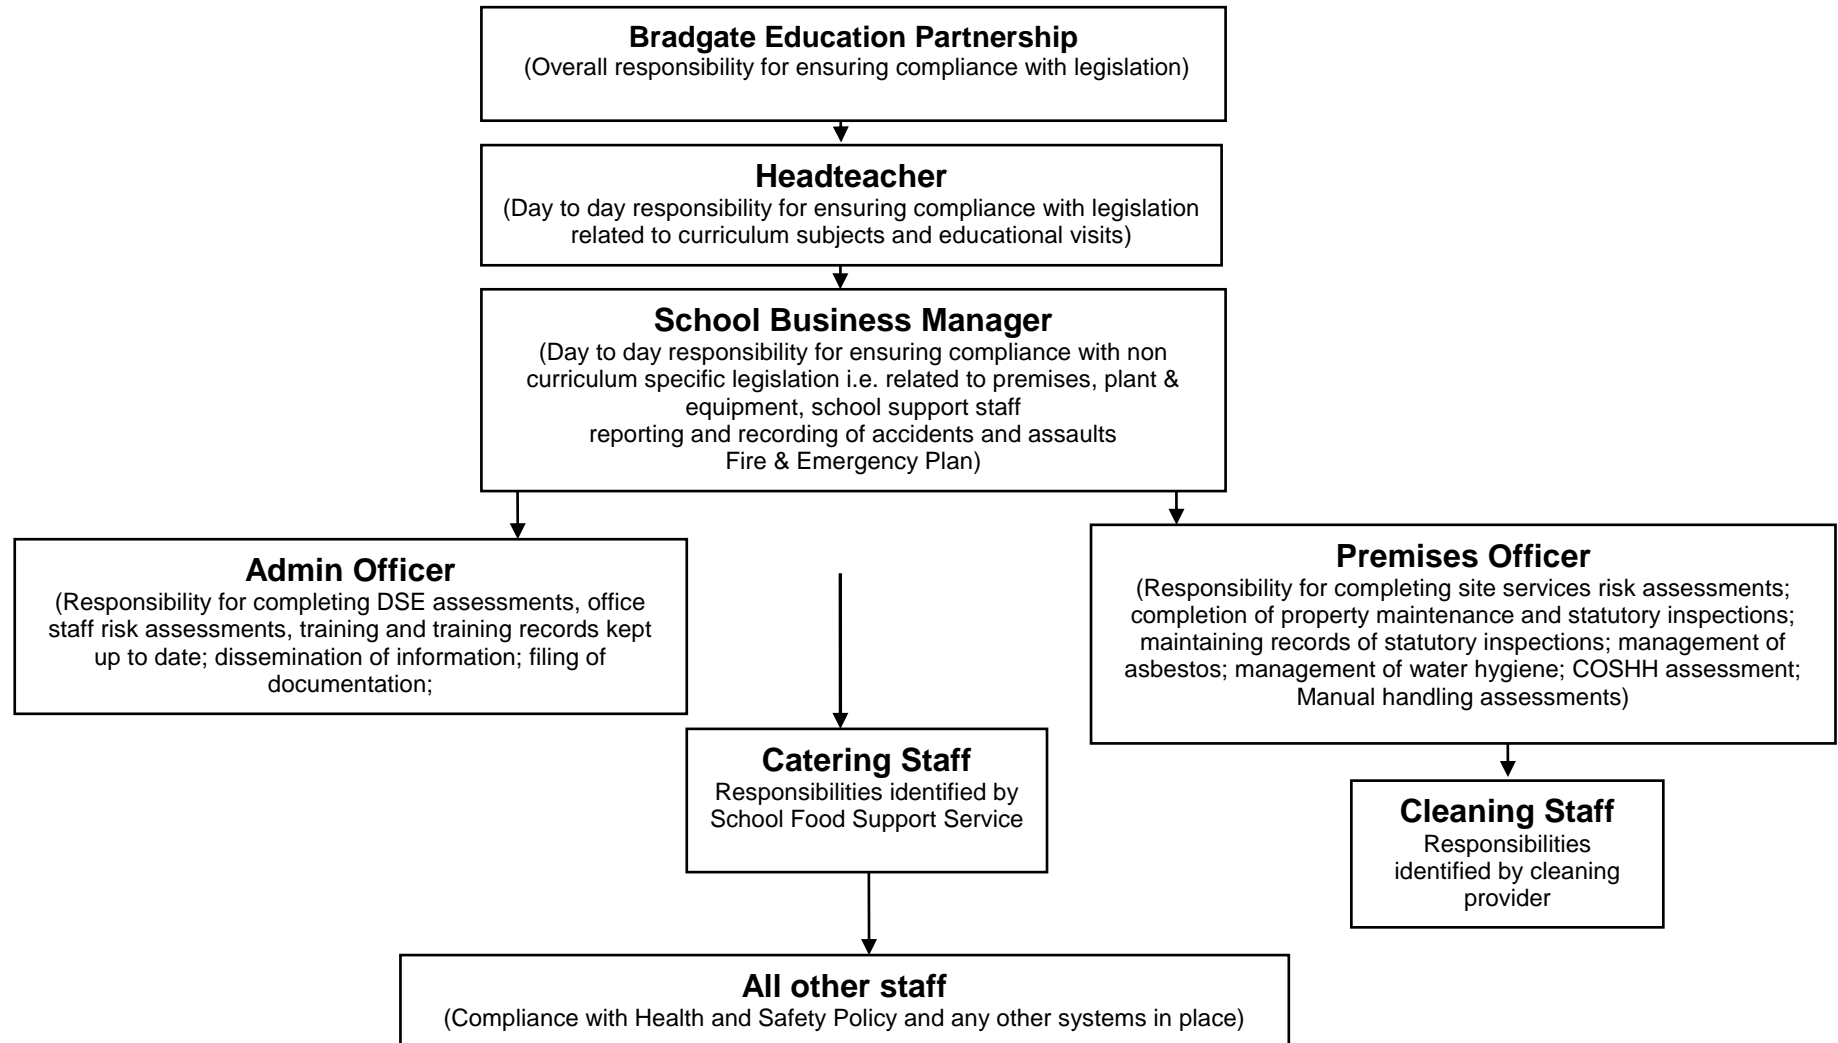 Bradgate Education Partnership
(Overall responsibility for ensuring compliance with legislation)
Headteacher
(Day to day responsibility for ensuring compliance with legislation
related to curriculum subjects and educational visits)
School Business Manager
(Day to day responsibility for ensuring compliance with non
curriculum specific legislation i.e. related to premises, plant &
equipment, school support staff
reporting and recording of accidents and assaults
Fire & Emergency Plan)
Admin Officer
(Responsibility for completing DSE assessments, office
staff risk assessments, training and training records kept
up to date; dissemination of information; filing of
documentation;
Premises Officer
(Responsibility for completing site services risk assessments;
completion of property maintenance and statutory inspections;
maintaining records of statutory inspections; management of
asbestos; management of water hygiene; COSHH assessment;
Manual handling assessments)
Catering Staff
Responsibilities identified by
School Food Support Service
Cleaning Staff
Responsibilities
identified by cleaning
provider
All other staff
(Compliance with Health and Safety Policy and any other systems in place)